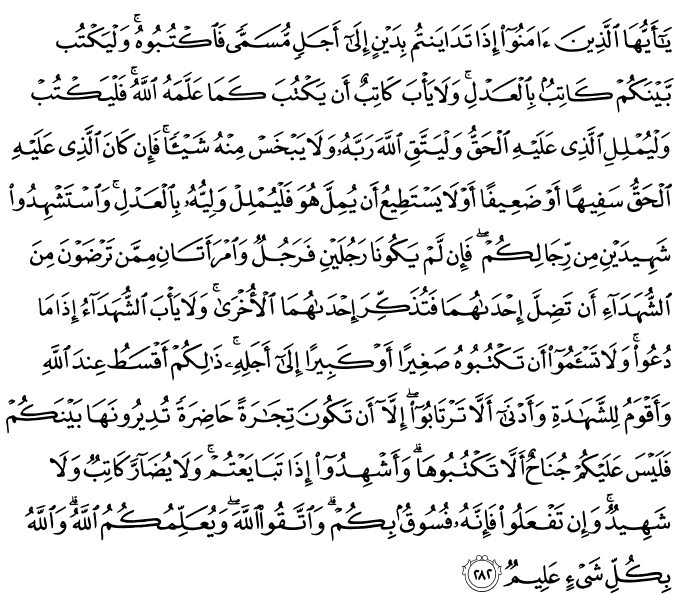 يَٰٓأَيُّهَا ٱلَّذِينَ ءَامَنُوٓا۟ إِذَا تَدَايَنتُم بِدَيْنٍ إِلَىٰٓ أَجَلٍ مُّسَمًّى فَٱكْتُبُوهُ ۚ وَلْيَكْتُب
بَّيْنَكُمْ كَاتِبٌۢ بِٱلْعَدْلِ ۚ وَلَا يَأْبَ كَاتِبٌ أَن يَكْتُبَ كَمَا عَلَّمَهُ ٱللَّهُ ۚ فَلْيَكْتُبْ
وَلْيُمْلِلِ ٱلَّذِى عَلَيْهِ ٱلْحَقُّ وَلْيَتَّقِ ٱللَّهَ رَبَّهُۥ وَلَا يَبْخَسْ مِنْهُ شَيْـًٔا ۚ فَإِن كَانَ ٱلَّذِى عَلَيْهِ
ٱلْحَقُّ سَفِيهًا أَوْ ضَعِيفًا أَوْ لَا يَسْتَطِيعُ أَن يُمِلَّ هُوَ فَلْيُمْلِلْ وَلِيُّهُۥ بِٱلْعَدْلِ ۚ وَٱسْتَشْهِدُوا۟
شَهِيدَيْنِ مِن رِّجَالِكُمْ ۖ فَإِن لَّمْ يَكُونَا رَجُلَيْنِ فَرَجُلٌ وَٱمْرَأَتَانِ مِمَّن تَرْضَوْنَ مِنَ
ٱلشُّهَدَآءِ أَن تَضِلَّ إِحْدَىٰهُمَا فَتُذَكِّرَ إِحْدَىٰهُمَا ٱلْأُخْرَىٰ ۚ وَلَا يَأْبَ ٱلشُّهَدَآءُ إِذَا مَا
دُعُوا۟ ۚ وَلَا تَسْـَٔمُوٓا۟ أَن تَكْتُبُوهُ صَغِيرًا أَوْ كَبِيرًا إِلَىٰٓ أَجَلِهِۦ ۚ ذَٰلِكُمْ أَقْسَطُ عِندَ ٱللَّهِ
وَأَقْوَمُ لِلشَّهَٰدَةِ وَأَدْنَىٰٓ أَلَّا تَرْتَابُوٓا۟ ۖ إِلَّآ أَن تَكُونَ تِجَٰرَةً حَاضِرَةً تُدِيرُونَهَا بَيْنَكُمْ
فَلَيْسَ عَلَيْكُمْ جُنَاحٌ أَلَّا تَكْتُبُوهَا ۗ وَأَشْهِدُوٓا۟ إِذَا تَبَايَعْتُمْ ۚ وَلَا يُضَآرَّ كَاتِبٌ وَلَا
شَهِيدٌ ۚ وَإِن تَفْعَلُوا۟ فَإِنَّهُۥ فُسُوقٌۢ بِكُمْ ۗ وَٱتَّقُوا۟ ٱللَّهَ ۖ وَيُعَلِّمُكُمُ ٱللَّهُ ۗ وَٱللَّهُ
بِكُلِّ شَىْءٍ عَلِيمٌ ٢٨٢